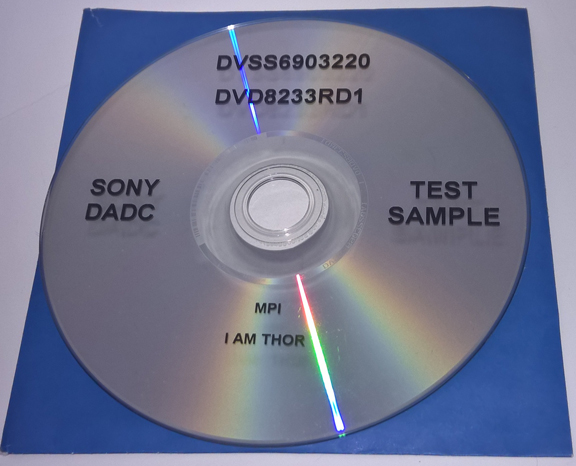 DVSS6903220
DVD8233RD1
SONY
DADC
TEST
SAMPLE
MPI
I AM THOR